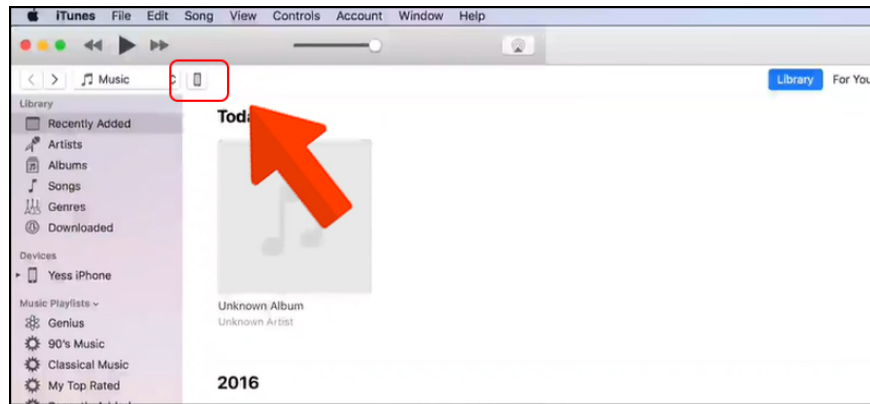 iTunes File Edit Song View Controls Account Window Help
Music
Library For You
Library
Recently Added
Artists
Albums
Songs
Genres
Downloaded
Devices
Yess iPhone
Music Playlists
Genius
90's Music
Classical Music
My Top Rated
Unknown Album
Unknown Artist
2016